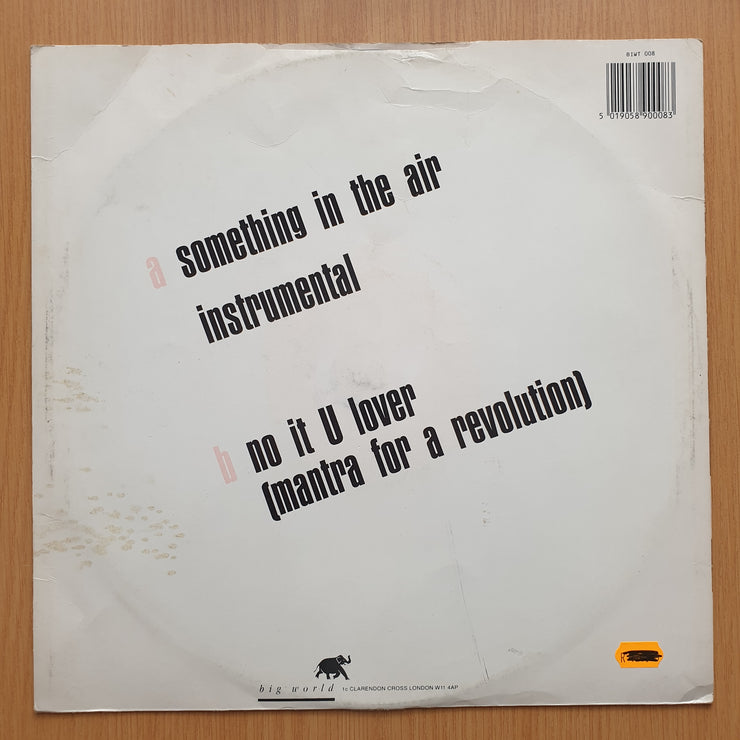 BIWT 008
5 019058 900083
a something in the air
instrumental
b no it U lover
(mantra for a revolution)
big world 1c CLARENDON CROSS LONDON W11 4AP
R